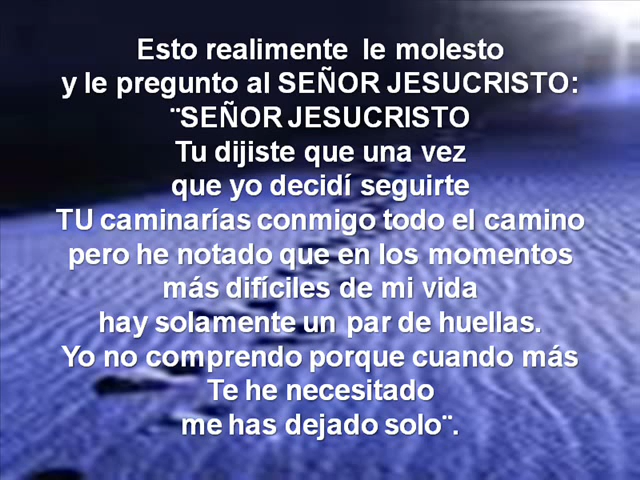 Esto realimente le molesto
y le pregunto al SEÑOR JESUCRISTO:
¨SEÑOR JESUCRISTO
Tu dijiste que una vez
que yo decidí seguirte
TU caminarías conmigo todo el camino
pero he notado que en los momentos
más difíciles de mi vida
hay solamente un par de huellas.
Yo no comprendo porque cuando más
Te he necesitado
me has dejado solo¨.